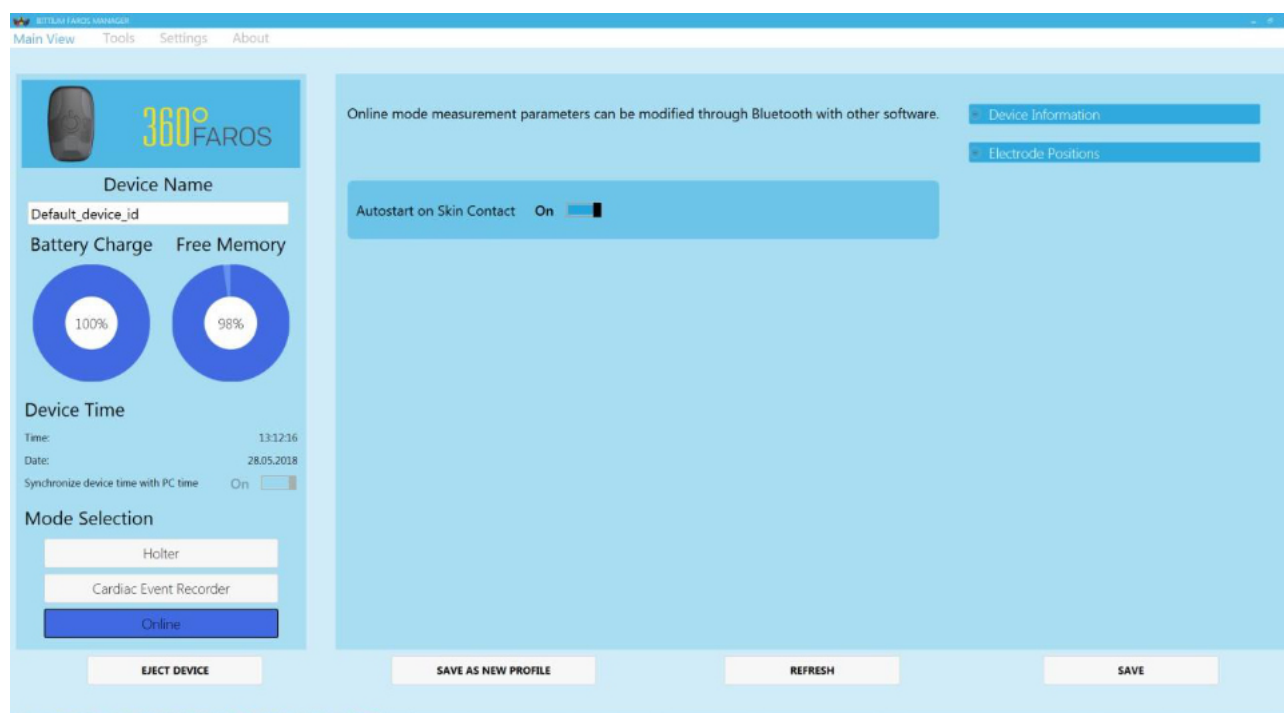 BITTIUM FAROS MANAGER
Main View Tools Settings About
360° FAROS
Device Name
Default_device_id
Battery Charge Free Memory
100% 98%
Device Time
Time: 13:12:16
Date: 28.05.2018
Synchronize device time with PC time On
Mode Selection
Holter
Cardiac Event Recorder
Online
Online mode measurement parameters can be modified through Bluetooth with other software.
Autostart on Skin Contact On
Device Information
Electrode Positions
EJECT DEVICE SAVE AS NEW PROFILE REFRESH SAVE